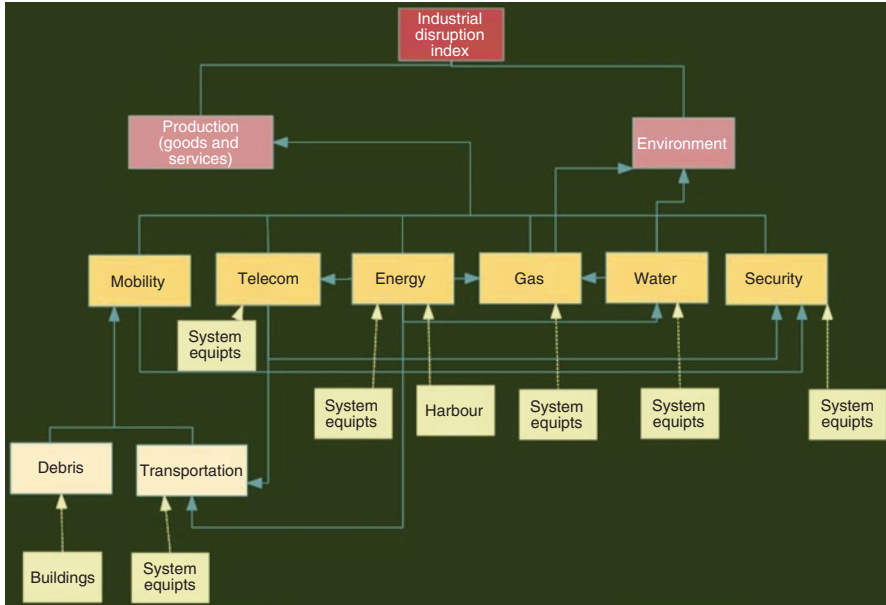 Industrial
disruption
index
Production
(goods and
services)
Environment
Mobility
Telecom
Energy
Gas
Water
Security
System
equipts
System
equipts
Harbour
System
equipts
System
equipts
System
equipts
Debris
Transportation
Buildings
System
equipts